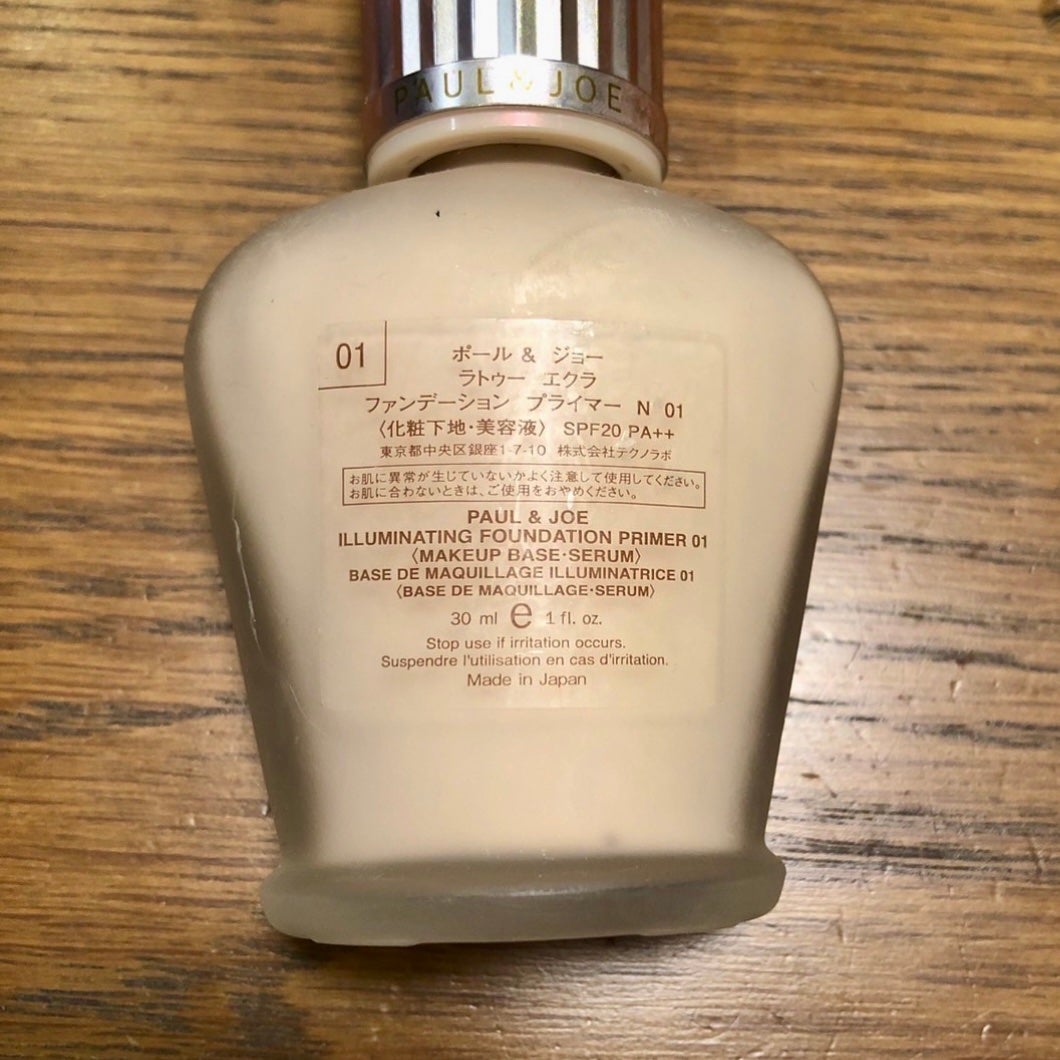 PAUL & JOE
01
ポール & ジョー
ラトゥー エクラ
ファンデーション プライマー N 01
〈化粧下地・美容液〉 SPF20 PA++
東京都中央区銀座1-7-10 株式会社テクノラボ
お肌に異常が生じていないかよく注意して使用してください。
お肌に合わないときは、ご使用をおやめください。
PAUL & JOE
ILLUMINATING FOUNDATION PRIMER 01
〈MAKEUP BASE・SERUM〉
BASE DE MAQUILLAGE ILLUMINATRICE 01
〈BASE DE MAQUILLAGE・SERUM〉
30 ml ℮ 1 fl. oz.
Stop use if irritation occurs.
Suspendre l'utilisation en cas d'irritation.
Made in Japan